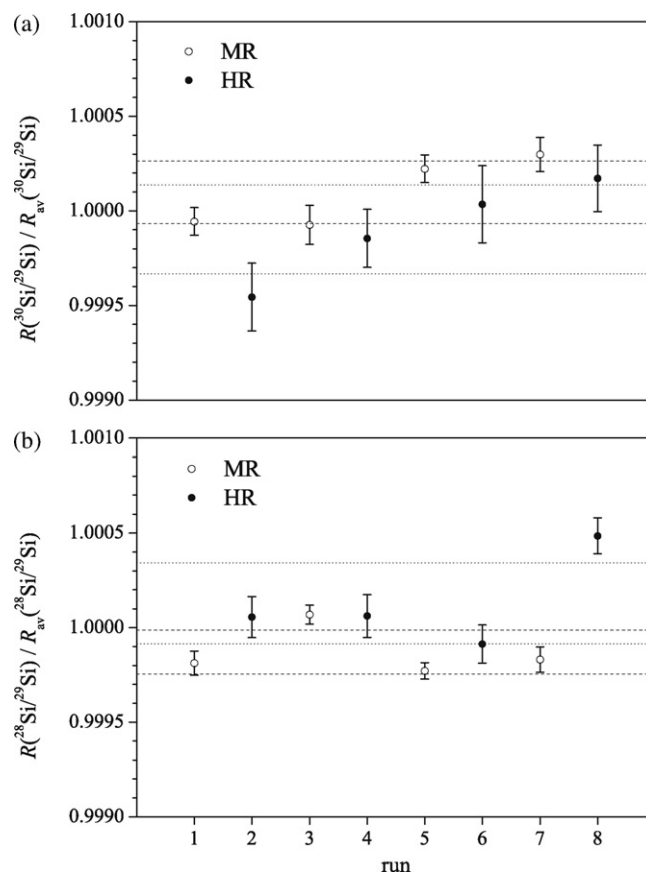 (a)
1.0010
1.0005
1.0000
0.9995
0.9990
R(³⁰Si/²⁹Si) / Rav(³⁰Si/²⁹Si)
MR
HR
(b)
1.0010
1.0005
1.0000
0.9995
0.9990
R(²⁸Si/²⁹Si) / Rav(²⁸Si/²⁹Si)
MR
HR
1 2 3 4 5 6 7 8
run